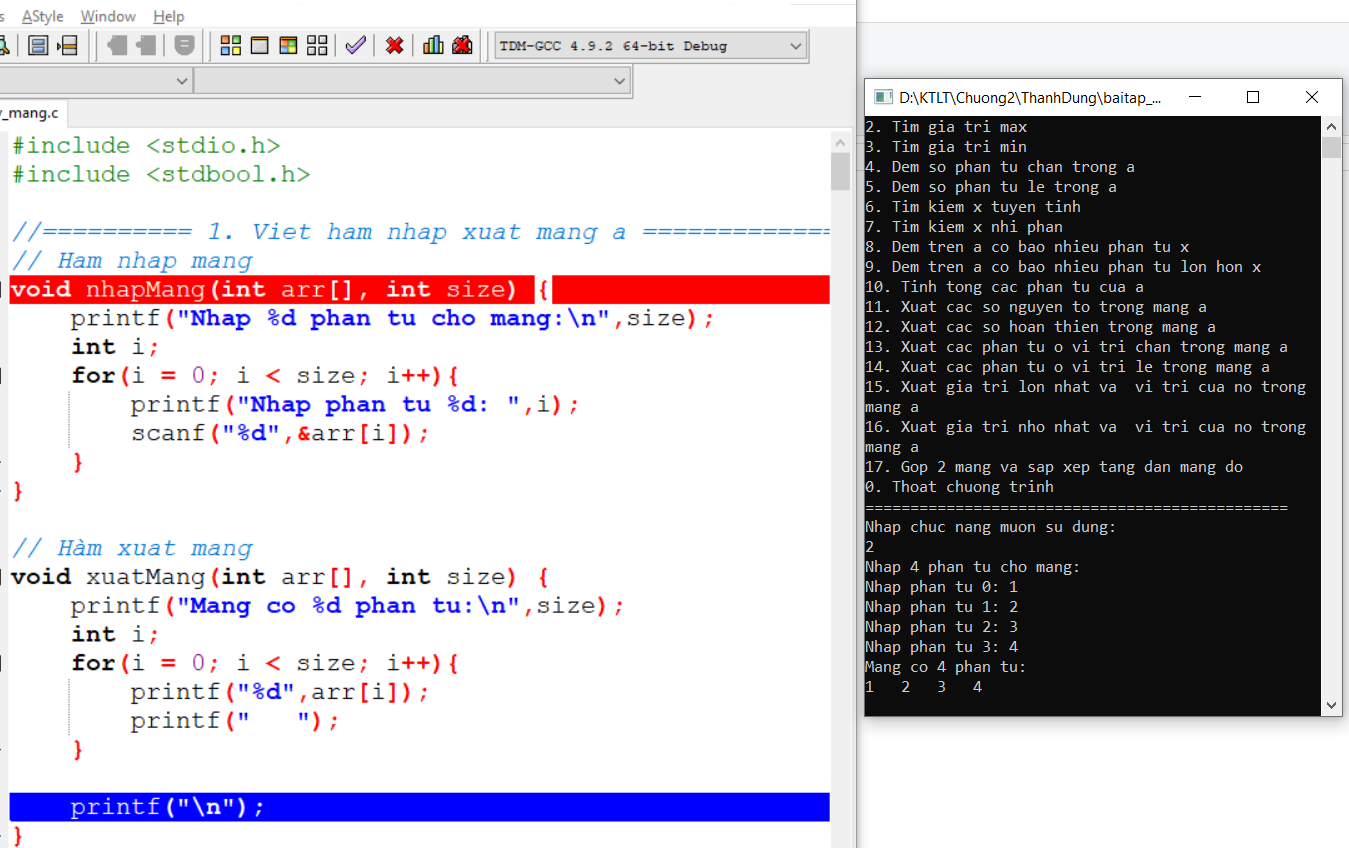 AStyle Window Help
TDM-GCC 4.9.2 64-bit Debug
_mang.c
#include <stdio.h>
#include <stdbool.h>
//========== 1. Viet ham nhap xuat mang a =============
// Ham nhap mang
void nhapMang(int arr[], int size) {
printf("Nhap %d phan tu cho mang:\n",size);
int i;
for(i = 0; i < size; i++){
printf("Nhap phan tu %d: ",i);
scanf("%d",&arr[i]);
}
}
// Hàm xuat mang
void xuatMang(int arr[], int size) {
printf("Mang co %d phan tu:\n",size);
int i;
for(i = 0; i < size; i++){
printf("%d",arr[i]);
printf("   ");
}
printf("\n");
}
D:\KTLT\Chuong2\ThanhDung\baitap_...
2. Tim gia tri max
3. Tim gia tri min
4. Dem so phan tu chan trong a
5. Dem so phan tu le trong a
6. Tim kiem x tuyen tinh
7. Tim kiem x nhi phan
8. Dem tren a co bao nhieu phan tu x
9. Dem tren a co bao nhieu phan tu lon hon x
10. Tinh tong cac phan tu cua a
11. Xuat cac so nguyen to trong mang a
12. Xuat cac so hoan thien trong mang a
13. Xuat cac phan tu o vi tri chan trong mang a
14. Xuat cac phan tu o vi tri le trong mang a
15. Xuat gia tri lon nhat va  vi tri cua no trong
mang a
16. Xuat gia tri nho nhat va  vi tri cua no trong
mang a
17. Gop 2 mang va sap xep tang dan mang do
0. Thoat chuong trinh
===============================================
Nhap chuc nang muon su dung:
2
Nhap 4 phan tu cho mang:
Nhap phan tu 0: 1
Nhap phan tu 1: 2
Nhap phan tu 2: 3
Nhap phan tu 3: 4
Mang co 4 phan tu:
1   2   3   4